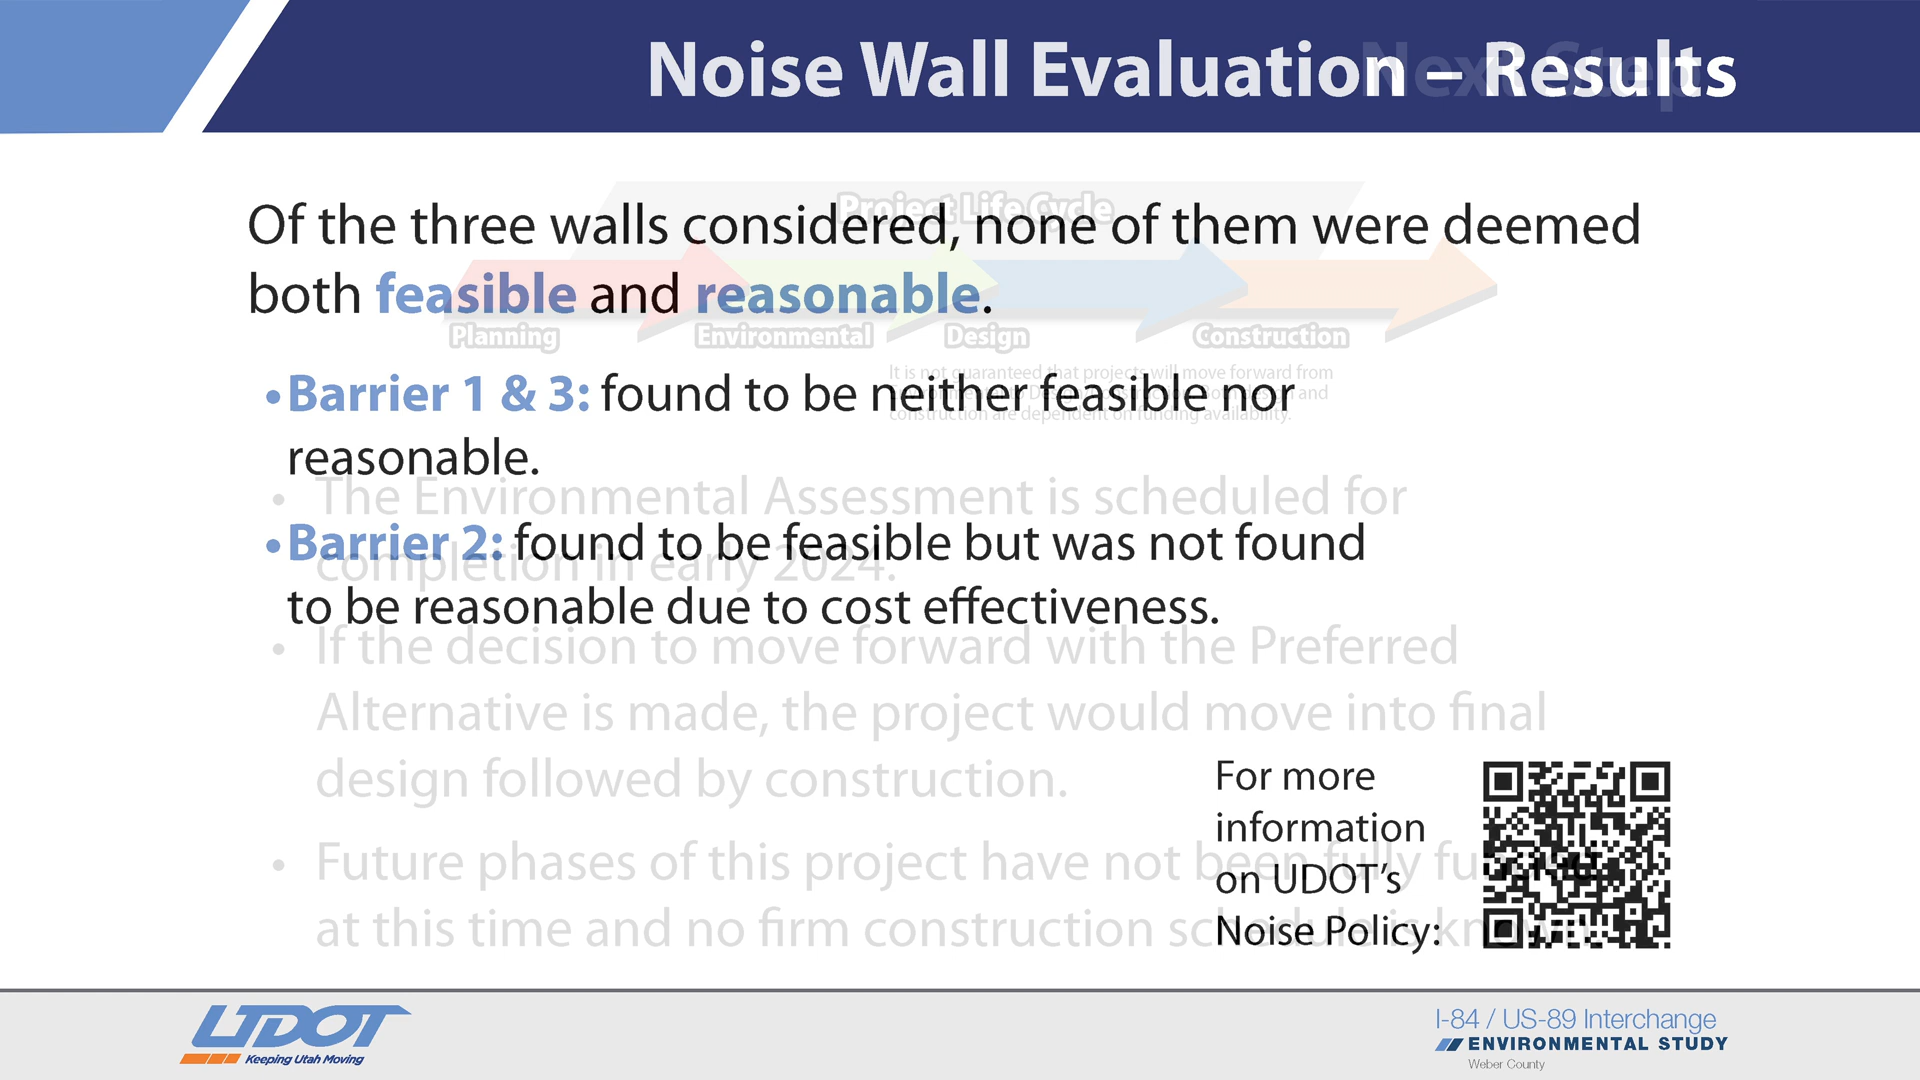 Noise Wall Evaluation – Results
Next Step
Of the three walls considered, none of them were deemed
both feasible and reasonable.
• Barrier 1 & 3: found to be neither feasible nor
reasonable.
• Barrier 2: found to be feasible but was not found
to be reasonable due to cost effectiveness.
For more
information
on UDOT’s
Noise Policy:
Project Life Cycle
Planning
Environmental
Design
Construction
It is not guaranteed that projects will move forward from
Environmental to Design to Construction. Both design and
construction are dependent on funding availability.
• The Environmental Assessment is scheduled for
completion in early 2024.
• If the decision to move forward with the Preferred
Alternative is made, the project would move into final
design followed by construction.
• Future phases of this project have not been fully funded
at this time and no firm construction schedule is known.
UDOT
Keeping Utah Moving
I-84 / US-89 Interchange
ENVIRONMENTAL STUDY
Weber County